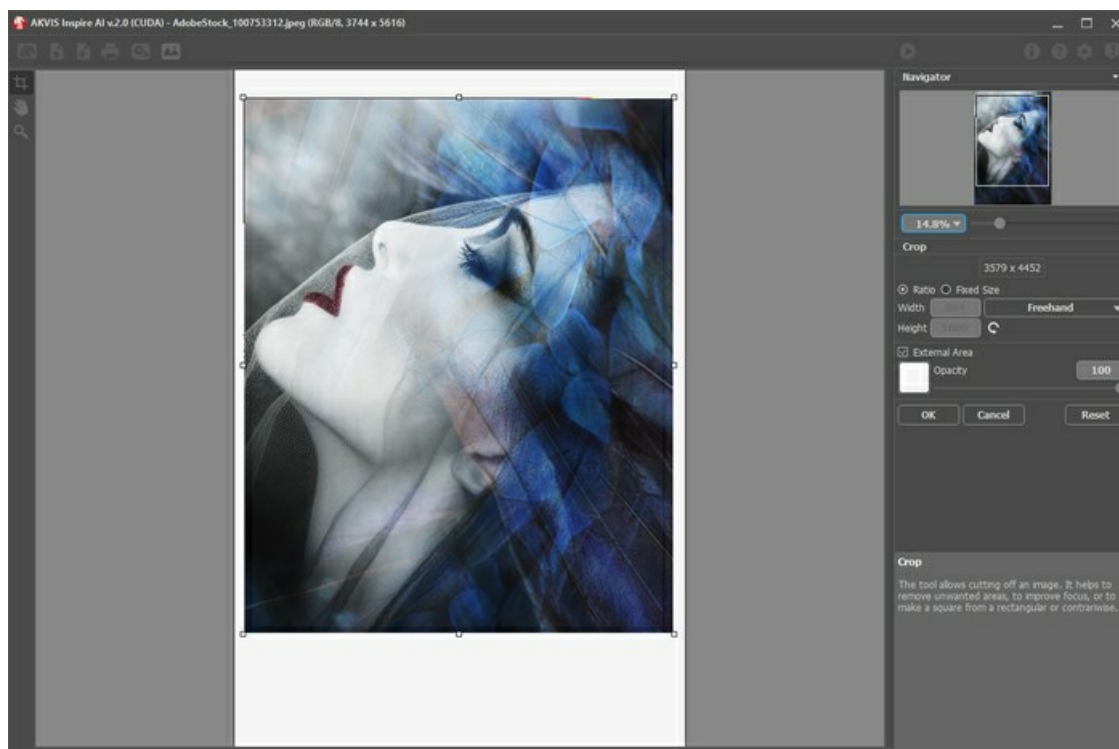 AKVIS Inspire AI v.2.0 (CUDA) - AdobeStock_100753312.jpeg (RGB/8, 3744 x 5616)
Navigator
14.8%
Crop
3579 x 4452
Ratio Fixed Size
Width Freehand
Height
External Area
Opacity 100
OK Cancel Reset
Crop
The tool allows cutting off an image. It helps to
remove unwanted areas, to improve focus, or to
make a square from a rectangular or contrariwise.